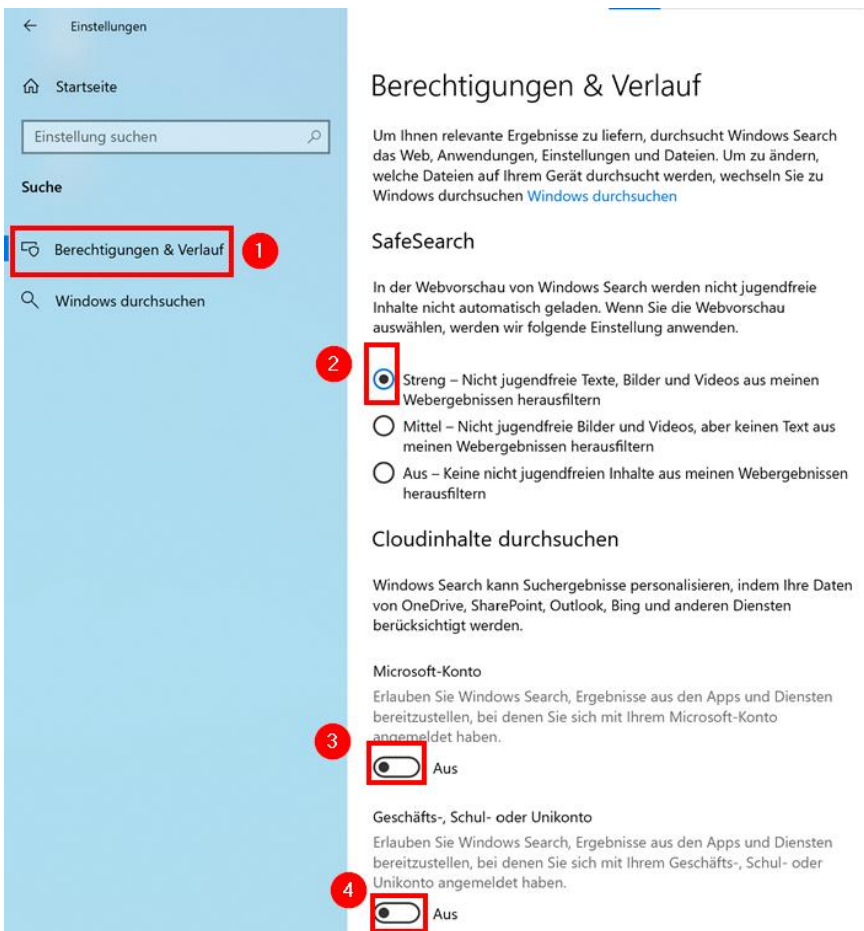 Einstellungen
Startseite
Einstellung suchen
Suche
Berechtigungen & Verlauf
1
Windows durchsuchen
Berechtigungen & Verlauf
Um Ihnen relevante Ergebnisse zu liefern, durchsucht Windows Search
das Web, Anwendungen, Einstellungen und Dateien. Um zu ändern,
welche Dateien auf Ihrem Gerät durchsucht werden, wechseln Sie zu
Windows durchsuchen Windows durchsuchen
SafeSearch
In der Webvorschau von Windows Search werden nicht jugendfreie
Inhalte nicht automatisch geladen. Wenn Sie die Webvorschau
auswählen, werden wir folgende Einstellung anwenden.
2
Streng – Nicht jugendfreie Texte, Bilder und Videos aus meinen
Webergebnissen herausfiltern
Mittel – Nicht jugendfreie Bilder und Videos, aber keinen Text aus
meinen Webergebnissen herausfiltern
Aus – Keine nicht jugendfreien Inhalte aus meinen Webergebnissen
herausfiltern
Cloudinhalte durchsuchen
Windows Search kann Suchergebnisse personalisieren, indem Ihre Daten
von OneDrive, SharePoint, Outlook, Bing und anderen Diensten
berücksichtigt werden.
Microsoft-Konto
Erlauben Sie Windows Search, Ergebnisse aus den Apps und Diensten
bereitzustellen, bei denen Sie sich mit Ihrem Microsoft-Konto
angemeldet haben.
3
Aus
Geschäfts-, Schul- oder Unikonto
Erlauben Sie Windows Search, Ergebnisse aus den Apps und Diensten
bereitzustellen, bei denen Sie sich mit Ihrem Geschäfts-, Schul- oder
Unikonto angemeldet haben.
4
Aus